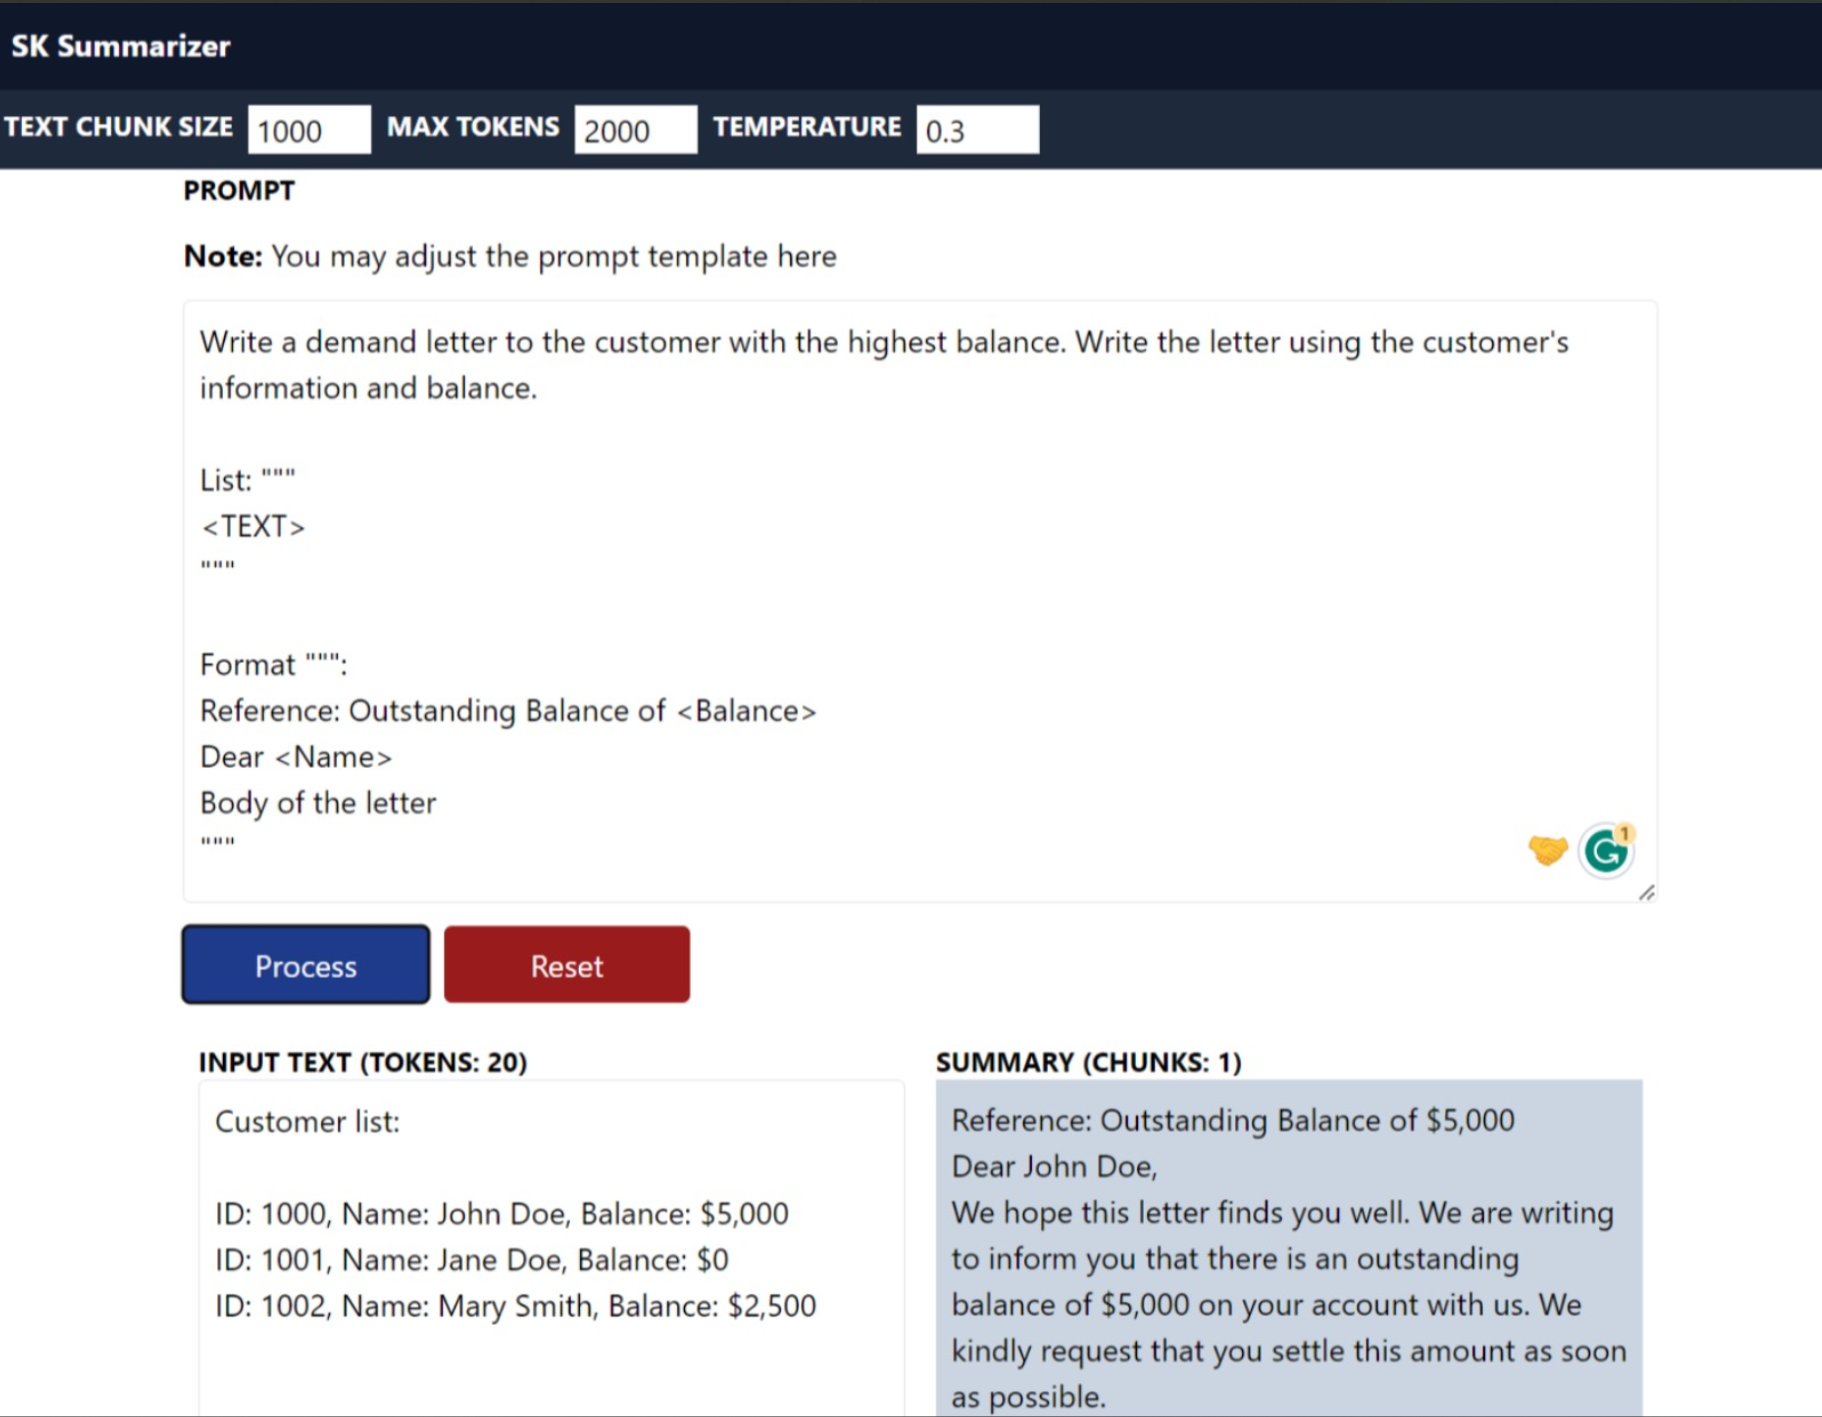 SK Summarizer
TEXT CHUNK SIZE 1000 MAX TOKENS 2000 TEMPERATURE 0.3
PROMPT
Note: You may adjust the prompt template here
Write a demand letter to the customer with the highest balance. Write the letter using the customer's
information and balance.
List: """
<TEXT>
"""
Format """:
Reference: Outstanding Balance of <Balance>
Dear <Name>
Body of the letter
"""
1
Process Reset
INPUT TEXT (TOKENS: 20)
Customer list:
ID: 1000, Name: John Doe, Balance: $5,000
ID: 1001, Name: Jane Doe, Balance: $0
ID: 1002, Name: Mary Smith, Balance: $2,500
SUMMARY (CHUNKS: 1)
Reference: Outstanding Balance of $5,000
Dear John Doe,
We hope this letter finds you well. We are writing
to inform you that there is an outstanding
balance of $5,000 on your account with us. We
kindly request that you settle this amount as soon
as possible.